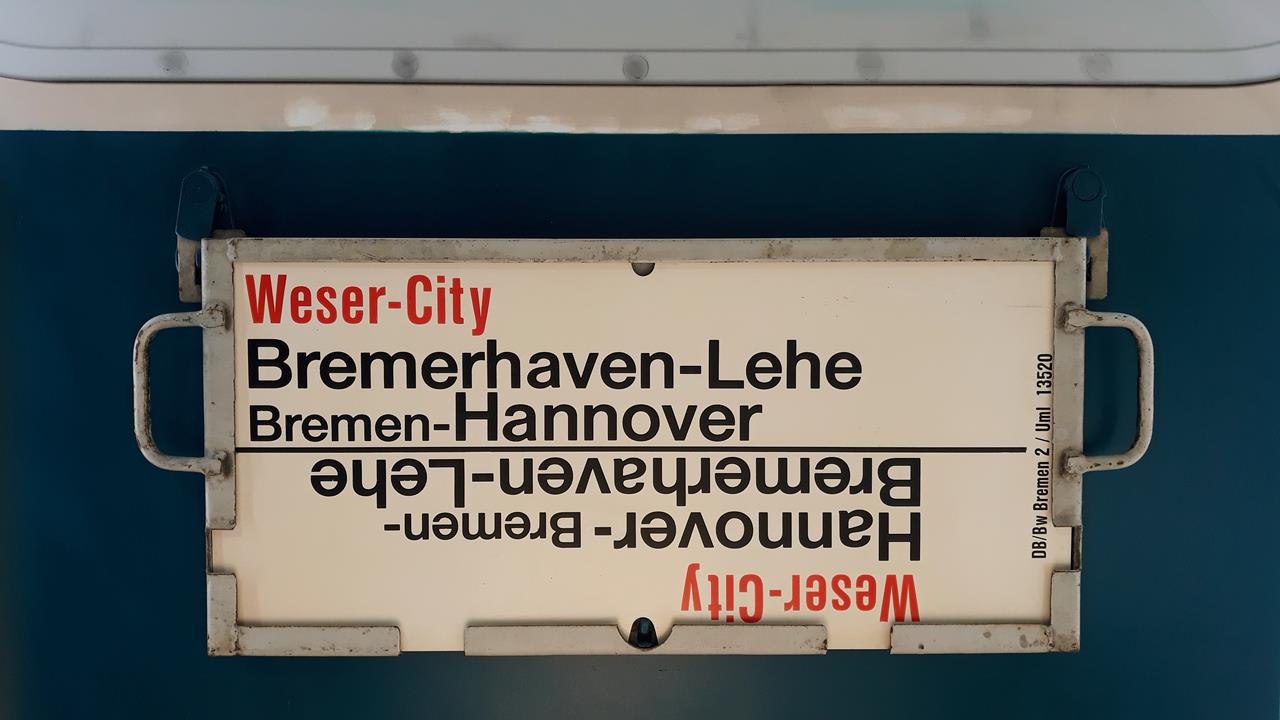 Weser-City
Bremerhaven-Lehe
Bremen-Hannover
Weser-City
Hannover-Bremen-
Bremerhaven-Lehe
DB/Bw Bremen 2 / Uml 13520